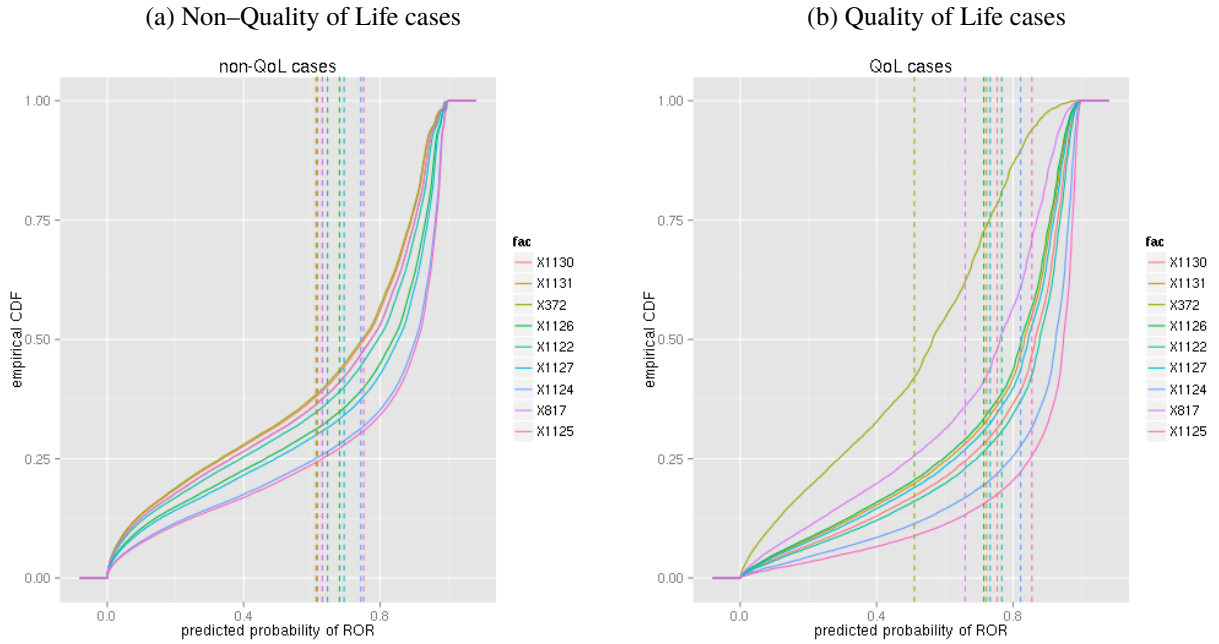 (a) Non–Quality of Life cases
non-QoL cases
1.00
0.75
0.50
0.25
0.00
empirical CDF
0.0 0.4 0.8
predicted probability of ROR
fac
X1130
X1131
X372
X1126
X1122
X1127
X1124
X817
X1125
(b) Quality of Life cases
QoL cases
1.00
0.75
0.50
0.25
0.00
empirical CDF
0.0 0.4 0.8
predicted probability of ROR
fac
X1130
X1131
X372
X1126
X1122
X1127
X1124
X817
X1125